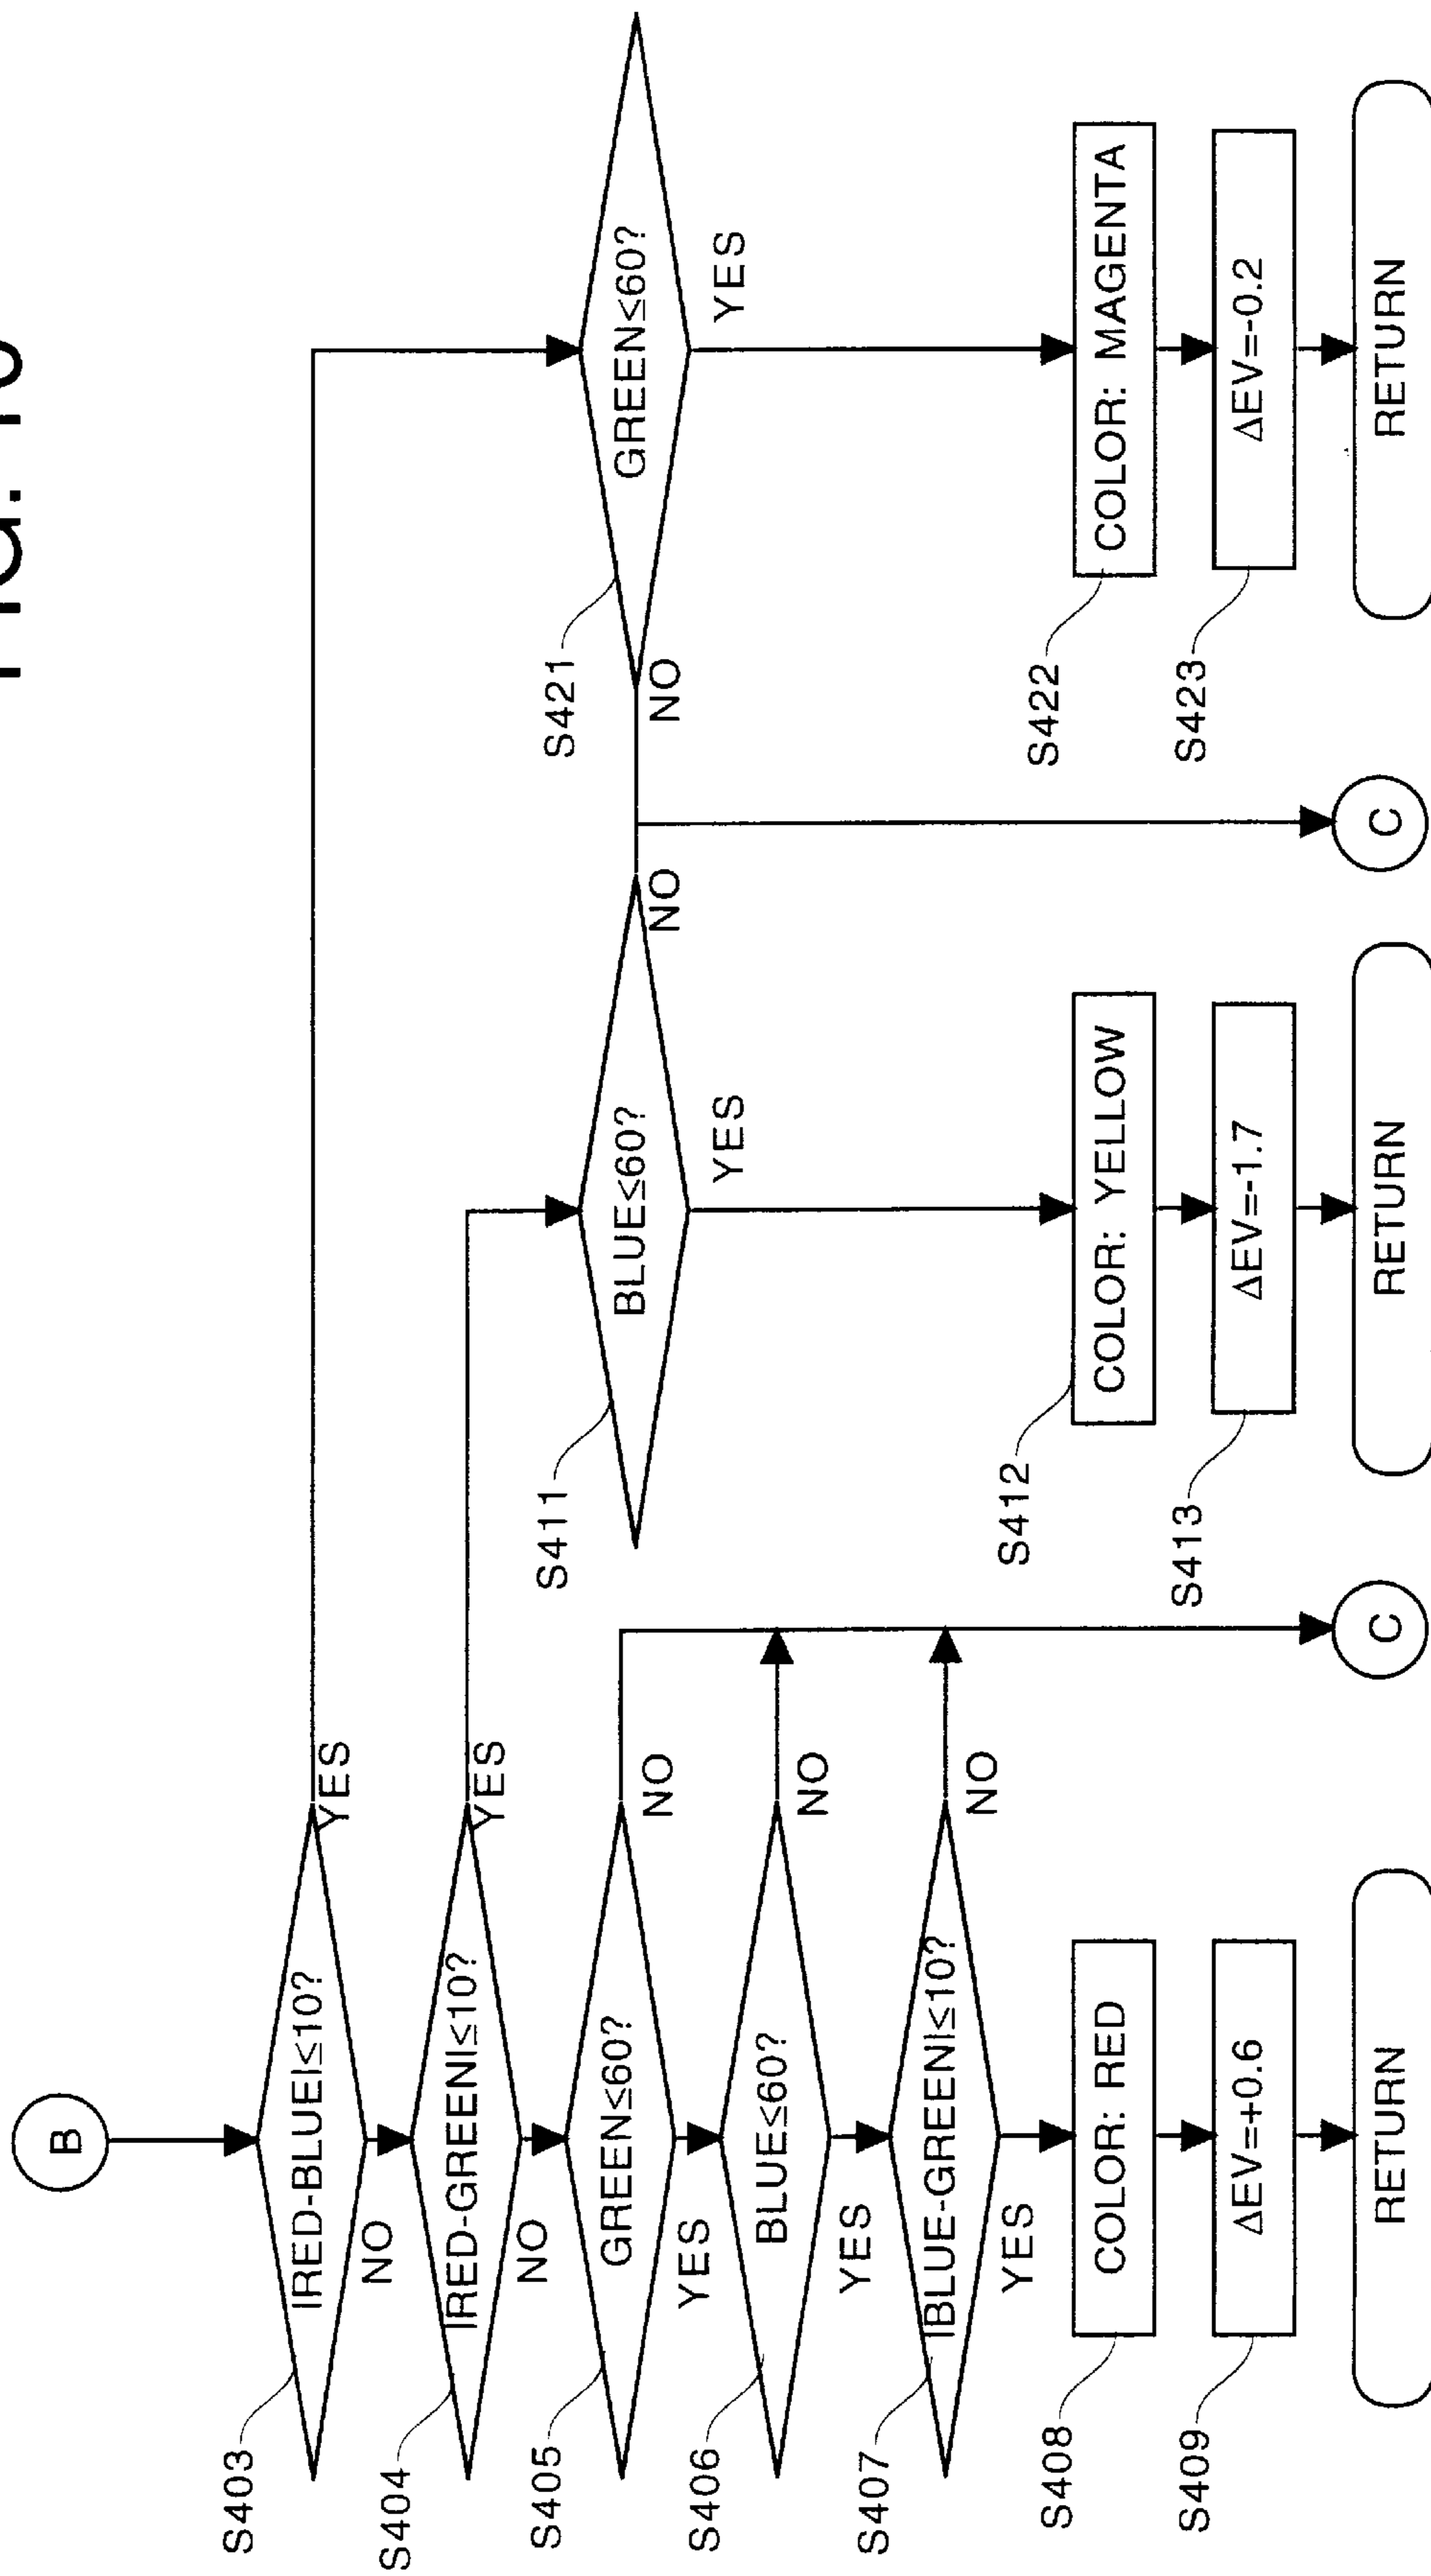 B
S403
|RED-BLUE|≤10?
YES
NO
S404
|RED-GREEN|≤10?
YES
NO
S405
GREEN≤60?
NO
YES
S406
BLUE≤60?
NO
YES
S407
|BLUE-GREEN|≤10?
NO
YES
S408
COLOR: RED
S409
ΔEV=+0.6
RETURN
C
S411
BLUE≤60?
NO
YES
S412
COLOR: YELLOW
S413
ΔEV=-1.7
RETURN
C
S421
GREEN≤60?
NO
YES
S422
COLOR: MAGENTA
S423
ΔEV=-0.2
RETURN